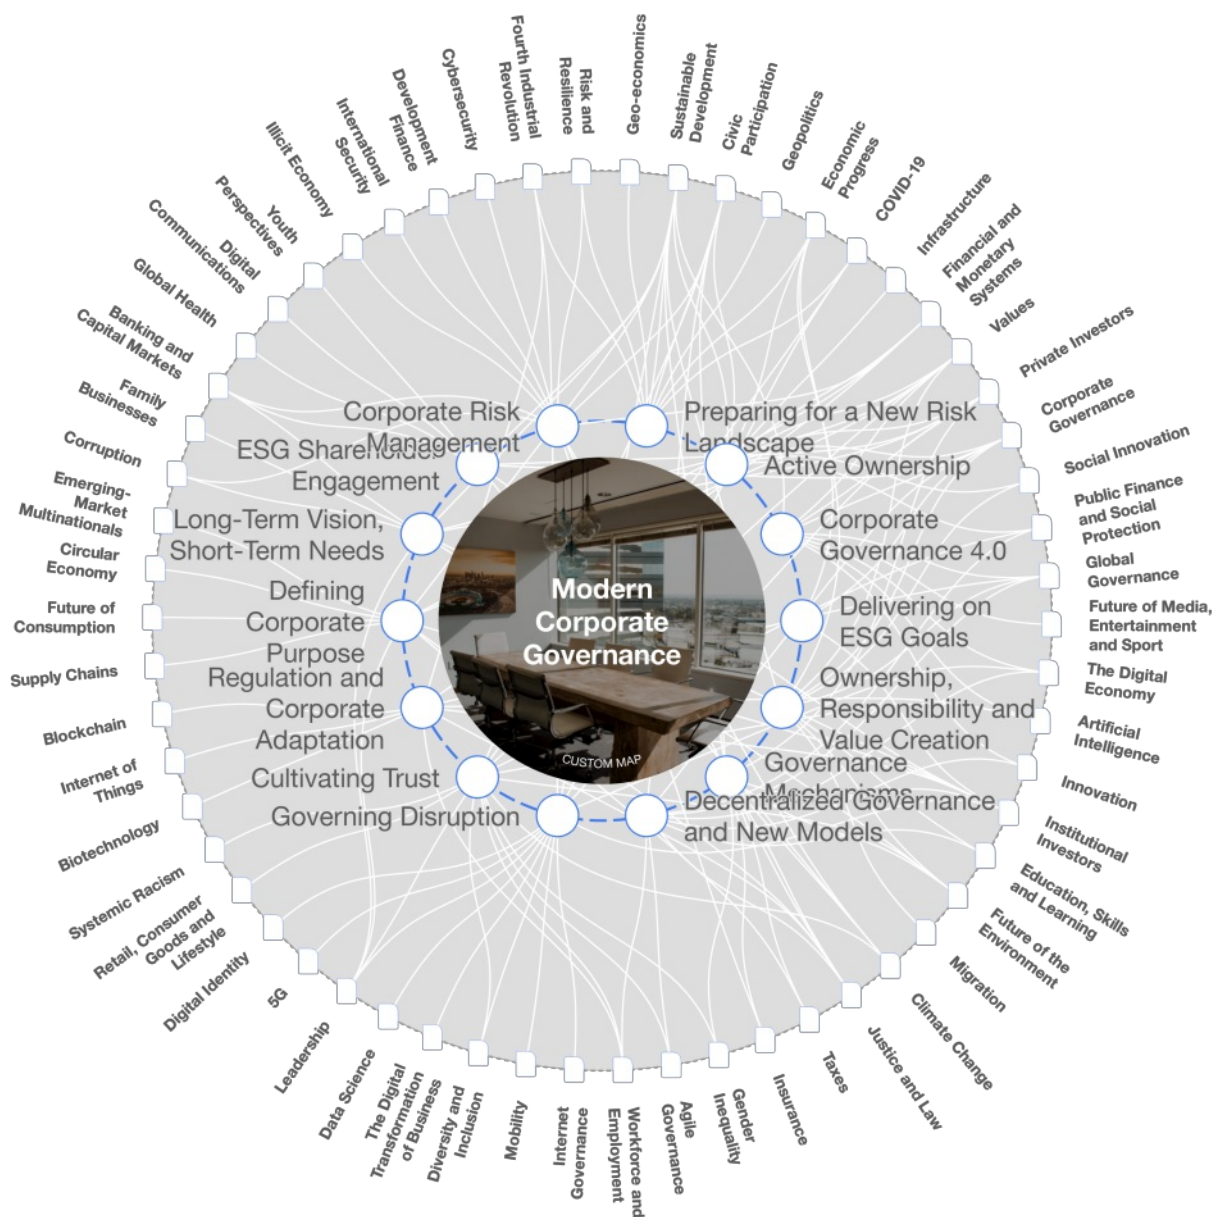 Modern
Corporate
Governance
CUSTOM MAP
Corporate Risk
Management
ESG Shareholder
Engagement
Long-Term Vision,
Short-Term Needs
Defining
Corporate
Purpose
Regulation and
Corporate
Adaptation
Cultivating Trust
Governing Disruption
Preparing for a New Risk
Landscape
Active Ownership
Corporate
Governance 4.0
Delivering on
ESG Goals
Ownership,
Responsibility and
Value Creation
Governance
Mechanisms
Decentralized Governance
and New Models
Geo-economics
Sustainable
Development
Civic
Participation
Geopolitics
Economic
Progress
COVID-19
Infrastructure
Financial and
Monetary
Systems
Values
Private Investors
Corporate
Governance
Social Innovation
Public Finance
and Social
Protection
Global
Governance
Future of Media,
Entertainment
and Sport
The Digital
Economy
Artificial
Intelligence
Innovation
Institutional
Investors
Education, Skills
and Learning
Future of the
Environment
Migration
Climate Change
Justice and Law
Taxes
Insurance
Gender
Inequality
Agile
Governance
Workforce and
Employment
Internet
Governance
Mobility
Diversity and
Inclusion
The Digital
Transformation
of Business
Data Science
Leadership
5G
Digital Identity
Retail, Consumer
Goods and
Lifestyle
Systemic Racism
Biotechnology
Internet of
Things
Blockchain
Supply Chains
Future of
Consumption
Circular
Economy
Emerging-
Market
Multinationals
Corruption
Family
Businesses
Banking and
Capital Markets
Global Health
Digital
Communications
Youth
Perspectives
Illicit Economy
International
Security
Development
Finance
Cybersecurity
Fourth Industrial
Revolution
Risk and
Resilience